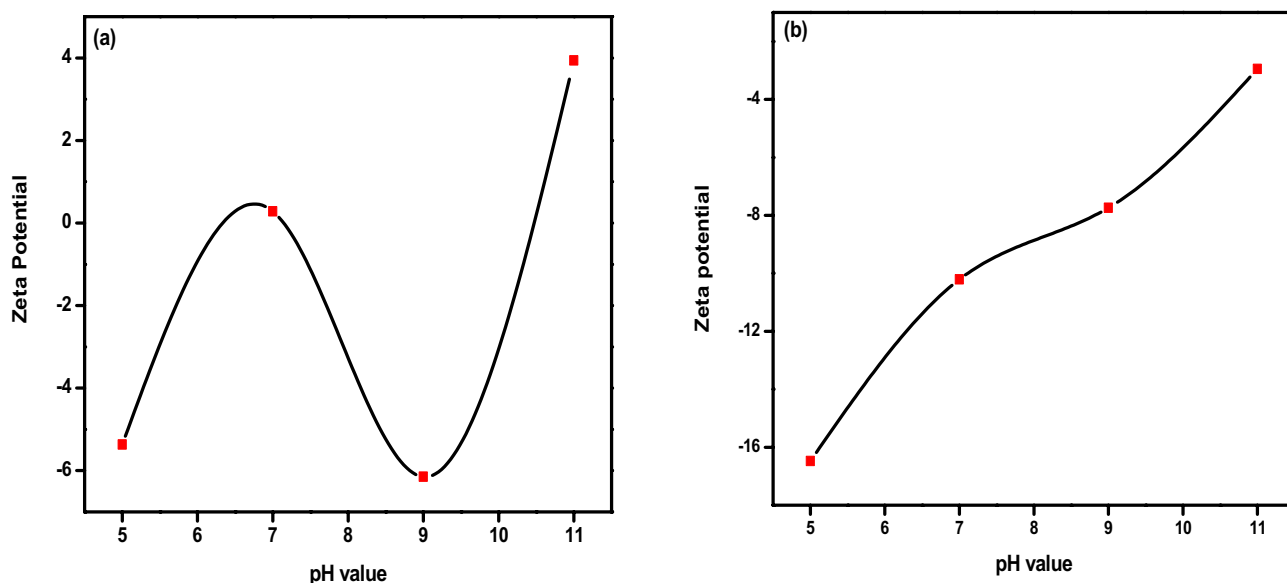 (a)
4
2
0
-2
-4
-6
Zeta Potential
5 6 7 8 9 10 11
pH value
(b)
-4
-8
-12
-16
Zeta potential
5 6 7 8 9 10 11
pH value